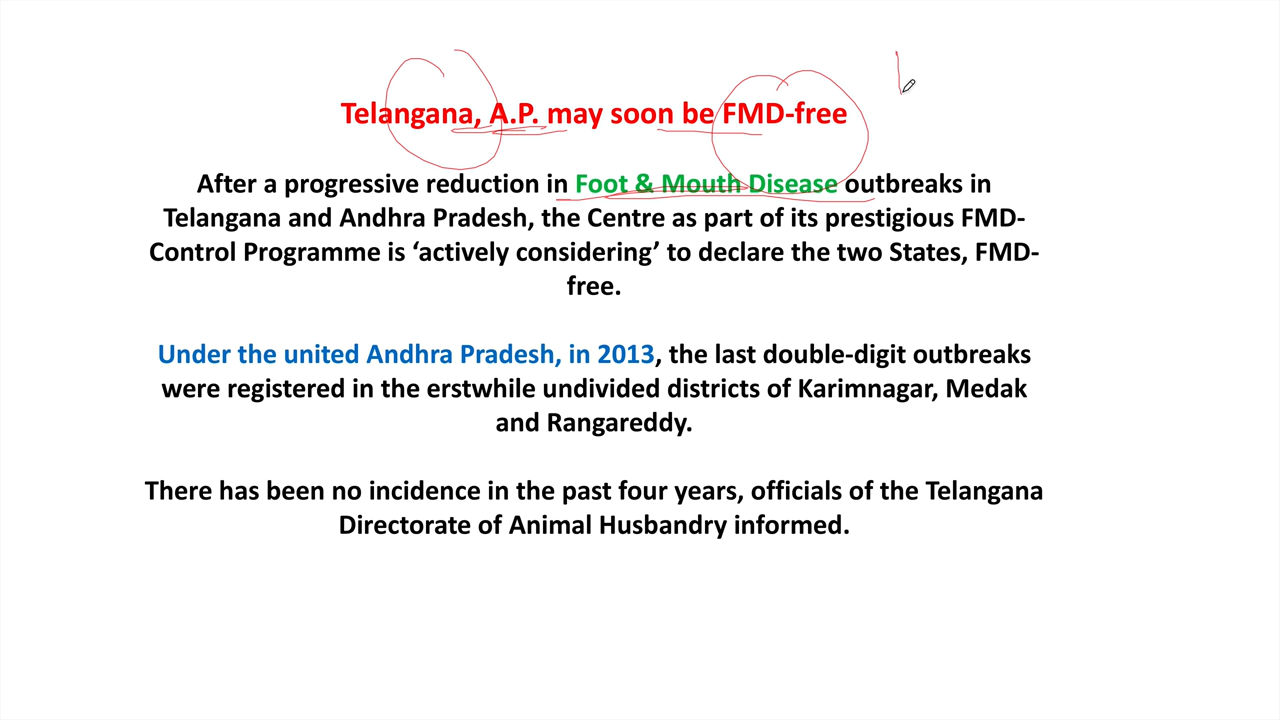 Telangana, A.P. may soon be FMD-free
After a progressive reduction in Foot & Mouth Disease outbreaks in
Telangana and Andhra Pradesh, the Centre as part of its prestigious FMD-
Control Programme is ‘actively considering’ to declare the two States, FMD-
free.
Under the united Andhra Pradesh, in 2013, the last double-digit outbreaks
were registered in the erstwhile undivided districts of Karimnagar, Medak
and Rangareddy.
There has been no incidence in the past four years, officials of the Telangana
Directorate of Animal Husbandry informed.